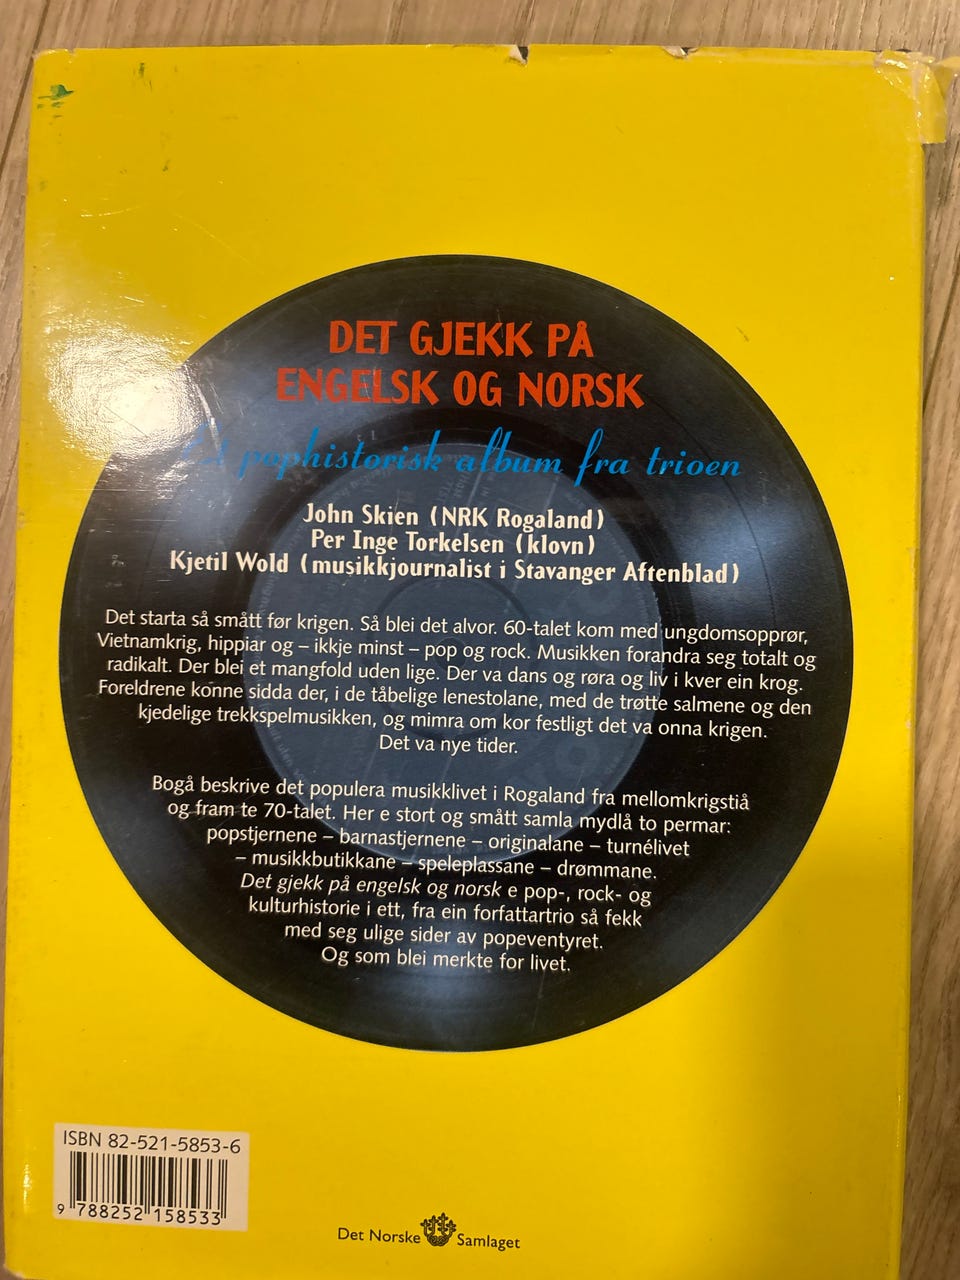 DET GJEKK PÅ
ENGELSK OG NORSK
Et pophistorisk album fra trioen
John Skien (NRK Rogaland)
Per Inge Torkelsen (klovn)
Kjetil Wold (musikkjournalist i Stavanger Aftenblad)
Det starta så smått før krigen. Så blei det alvor. 60-talet kom med ungdomsopprør,
Vietnamkrig, hippiar og – ikkje minst – pop og rock. Musikken forandra seg totalt og
radikalt. Der blei et mangfold uden lige. Der va dans og røra og liv i kver ein krog.
Foreldrene konne sidda der, i de tåbelige lenestolane, med de trøtte salmene og den
kjedelige trekkspelmusikken, og mimra om kor festligt det va onna krigen.
Det va nye tider.
Bogå beskrive det populera musikklivet i Rogaland fra mellomkrigstiå
og fram te 70-talet. Her e stort og smått samla mydlå to permar:
popstjernene – barnastjernene – originalane – turnélivet
– musikkbutikkane – speleplassane – drømmane.
Det gjekk på engelsk og norsk e pop-, rock- og
kulturhistorie i ett, fra ein forfattartrio så fekk
med seg ulige sider av popeventyret.
Og som blei merkte for livet.
ISBN 82-521-5853-6
9 788252 158533
Det Norske Samlaget